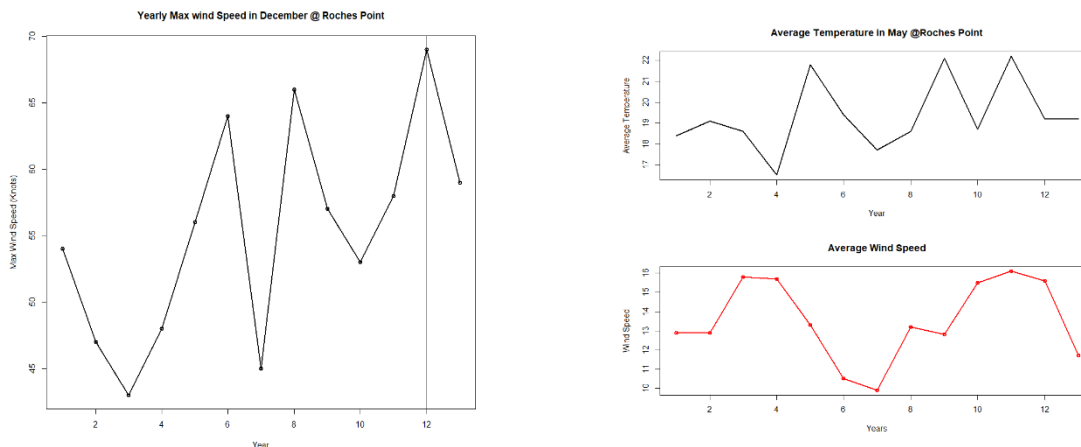 Yearly Max wind Speed in December @ Roches Point
Max Wind Speed (Knots)
70
65
60
55
50
45
2 4 6 8 10 12
Year
Average Temperature in May @Roches Point
Average Temperature
22
21
20
19
18
17
2 4 6 8 10 12
Year
Average Wind Speed
Wind Speed
16
15
14
13
12
11
10
2 4 6 8 10 12
Years